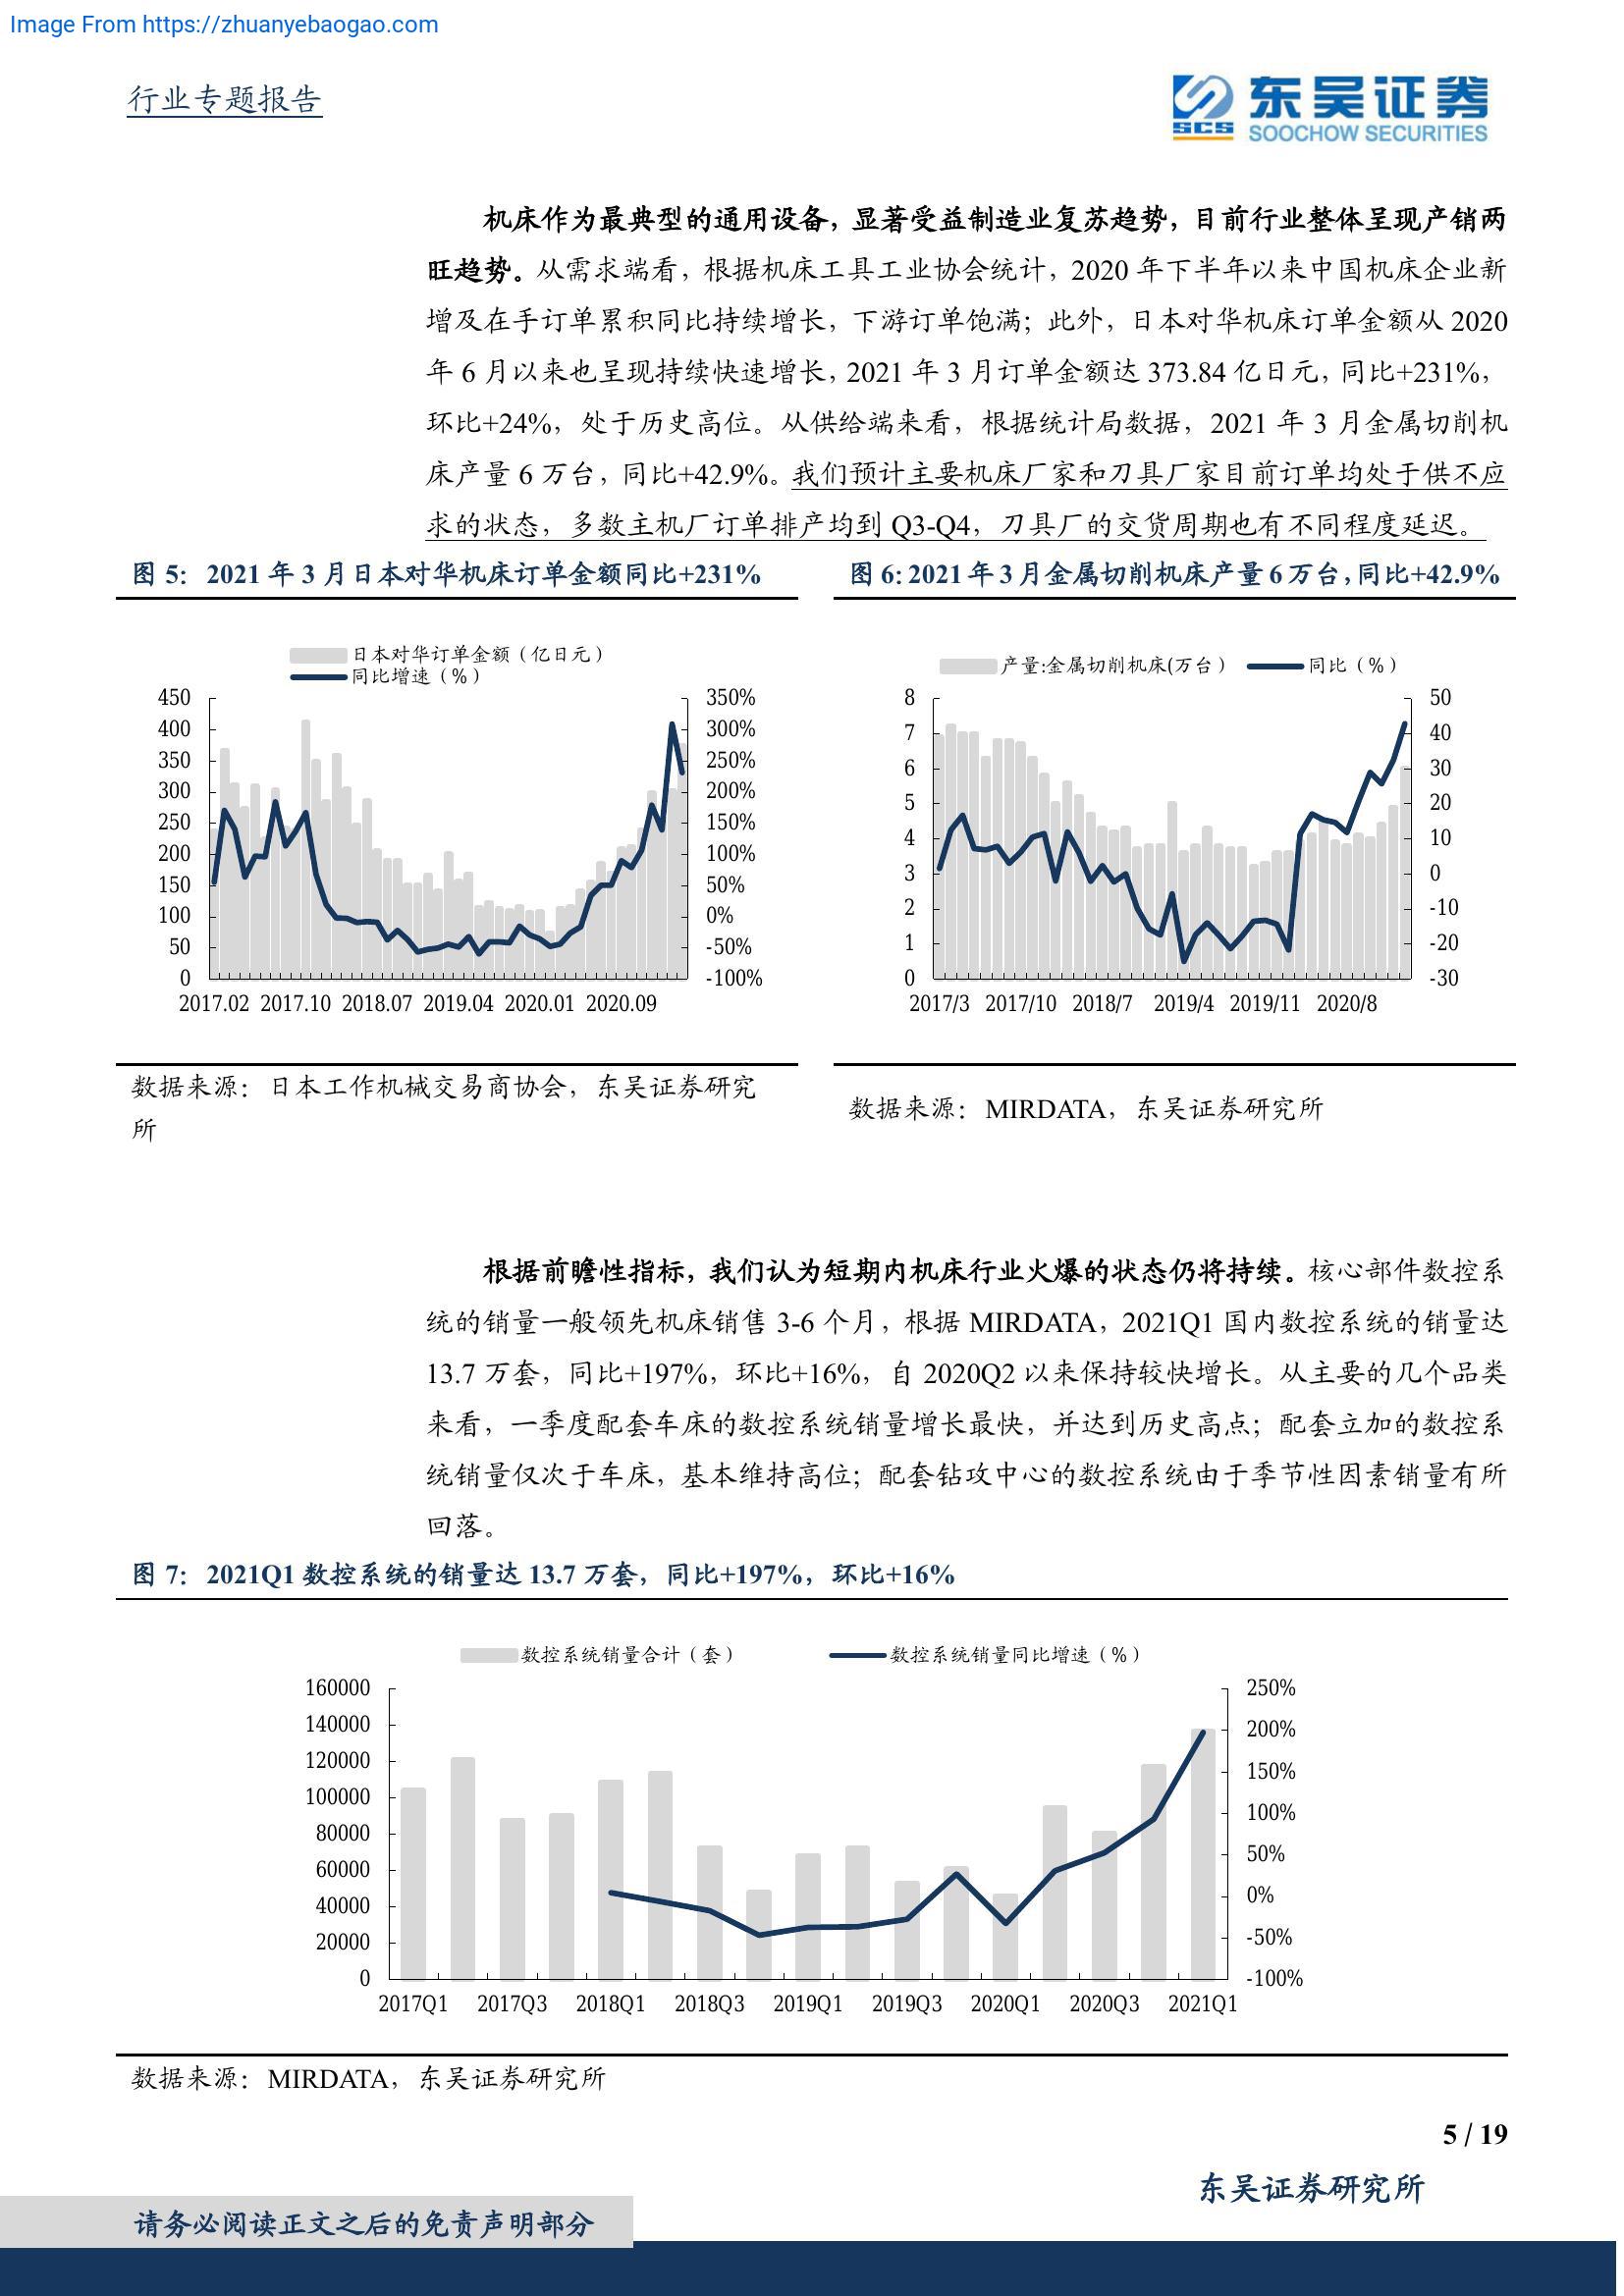 Image From https://zhuanyebaogao.com
行业专题报告
东吴证券
SCS
SOOCHOW SECURITIES
机床作为最典型的通用设备，显著受益制造业复苏趋势，目前行业整体呈现产销两
旺趋势。从需求端看，根据机床工具工业协会统计，2020 年下半年以来中国机床企业新
增及在手订单累积同比持续增长，下游订单饱满；此外，日本对华机床订单金额从 2020
年 6 月以来也呈现持续快速增长，2021 年 3 月订单金额达 373.84 亿日元，同比+231%，
环比+24%，处于历史高位。从供给端来看，根据统计局数据，2021 年 3 月金属切削机
床产量 6 万台，同比+42.9%。我们预计主要机床厂家和刀具厂家目前订单均处于供不应
求的状态，多数主机厂订单排产均到 Q3-Q4，刀具厂的交货周期也有不同程度延迟。
图 5： 2021 年 3 月日本对华机床订单金额同比+231%
日本对华订单金额（亿日元）
同比增速（%）
450
400
350
300
250
200
150
100
50
0
350%
300%
250%
200%
150%
100%
50%
0%
-50%
-100%
2017.02 2017.10 2018.07 2019.04 2020.01 2020.09
数据来源：日本工作机械交易商协会，东吴证券研究
所
图 6：2021 年 3 月金属切削机床产量 6 万台，同比+42.9%
产量:金属切削机床(万台） 同比（%）
8
7
6
5
4
3
2
1
0
50
40
30
20
10
0
-10
-20
-30
2017/3 2017/10 2018/7 2019/4 2019/11 2020/8
数据来源：MIRDATA，东吴证券研究所
根据前瞻性指标，我们认为短期内机床行业火爆的状态仍将持续。核心部件数控系
统的销量一般领先机床销售 3-6 个月，根据 MIRDATA，2021Q1 国内数控系统的销量达
13.7 万套，同比+197%，环比+16%，自 2020Q2 以来保持较快增长。从主要的几个品类
来看，一季度配套车床的数控系统销量增长最快，并达到历史高点；配套立加的数控系
统销量仅次于车床，基本维持高位；配套钻攻中心的数控系统由于季节性因素销量有所
回落。
图 7： 2021Q1 数控系统的销量达 13.7 万套，同比+197%，环比+16%
数控系统销量合计（套） 数控系统销量同比增速（%）
160000
140000
120000
100000
80000
60000
40000
20000
0
250%
200%
150%
100%
50%
0%
-50%
-100%
2017Q1 2017Q3 2018Q1 2018Q3 2019Q1 2019Q3 2020Q1 2020Q3 2021Q1
数据来源：MIRDATA，东吴证券研究所
5 / 19
东吴证券研究所
请务必阅读正文之后的免责声明部分